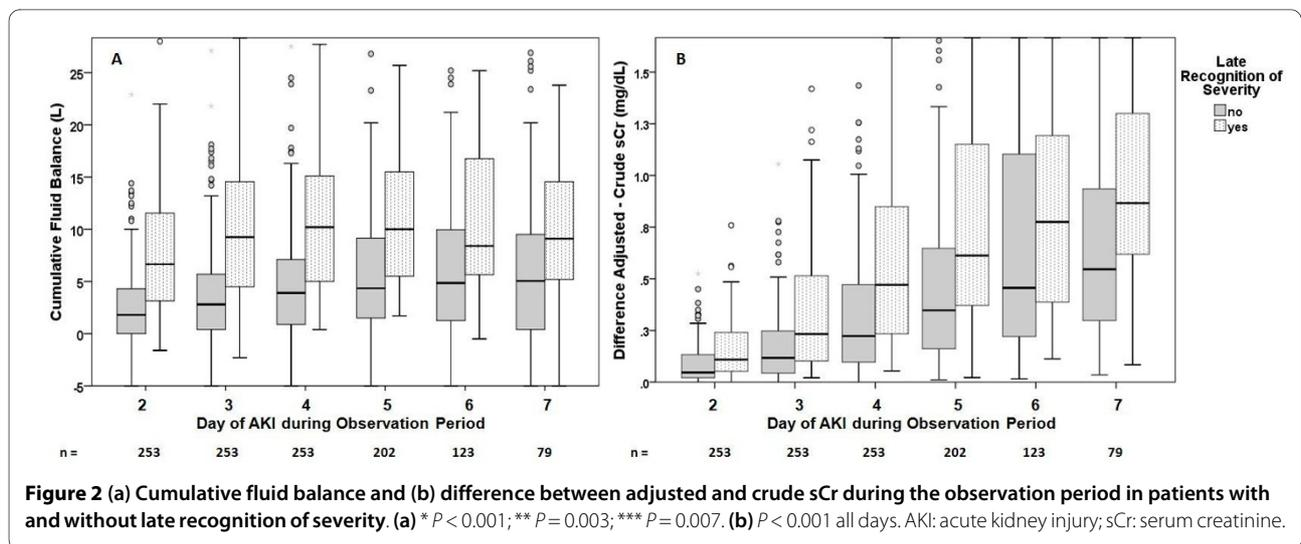 A
Cumulative Fluid Balance (L)
25
20
15
10
5
0
-5
2 3 4 5 6 7
Day of AKI during Observation Period
n = 253 253 253 202 123 79
B
Difference Adjusted - Crude sCr (mg/dL)
1.5
1.3
1.0
.8
.5
.3
.0
2 3 4 5 6 7
Day of AKI during Observation Period
n = 253 253 253 202 123 79
Late
Recognition of
Severity
no
yes
Figure 2 (a) Cumulative fluid balance and (b) difference between adjusted and crude sCr during the observation period in patients with
and without late recognition of severity. (a) * P < 0.001; ** P = 0.003; *** P = 0.007. (b) P < 0.001 all days. AKI: acute kidney injury; sCr: serum creatinine.